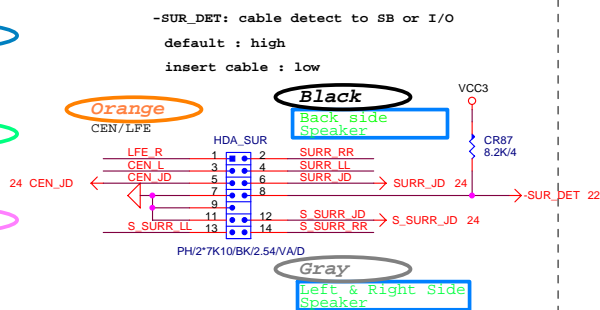 -SUR_DET: cable detect to SB or I/O
default : high
insert cable : low
VCC3
Orange
CEN/LFE
Black
Back side
Speaker
CR87
8.2K/4
HDA_SUR
LFE_R 1 2 SURR_RR
CEN_L 3 4 SURR_LL
24 CEN_JD CEN_JD 5 6 SURR_JD SURR_JD 24
7 8 -SUR_DET 22
9
11 12 S_SURR_JD S_SURR_JD 24
S_SURR_LL 13 14 S_SURR_RR
PH/2*7K10/BK/2.54/VA/D
Gray
Left & Right Side
Speaker